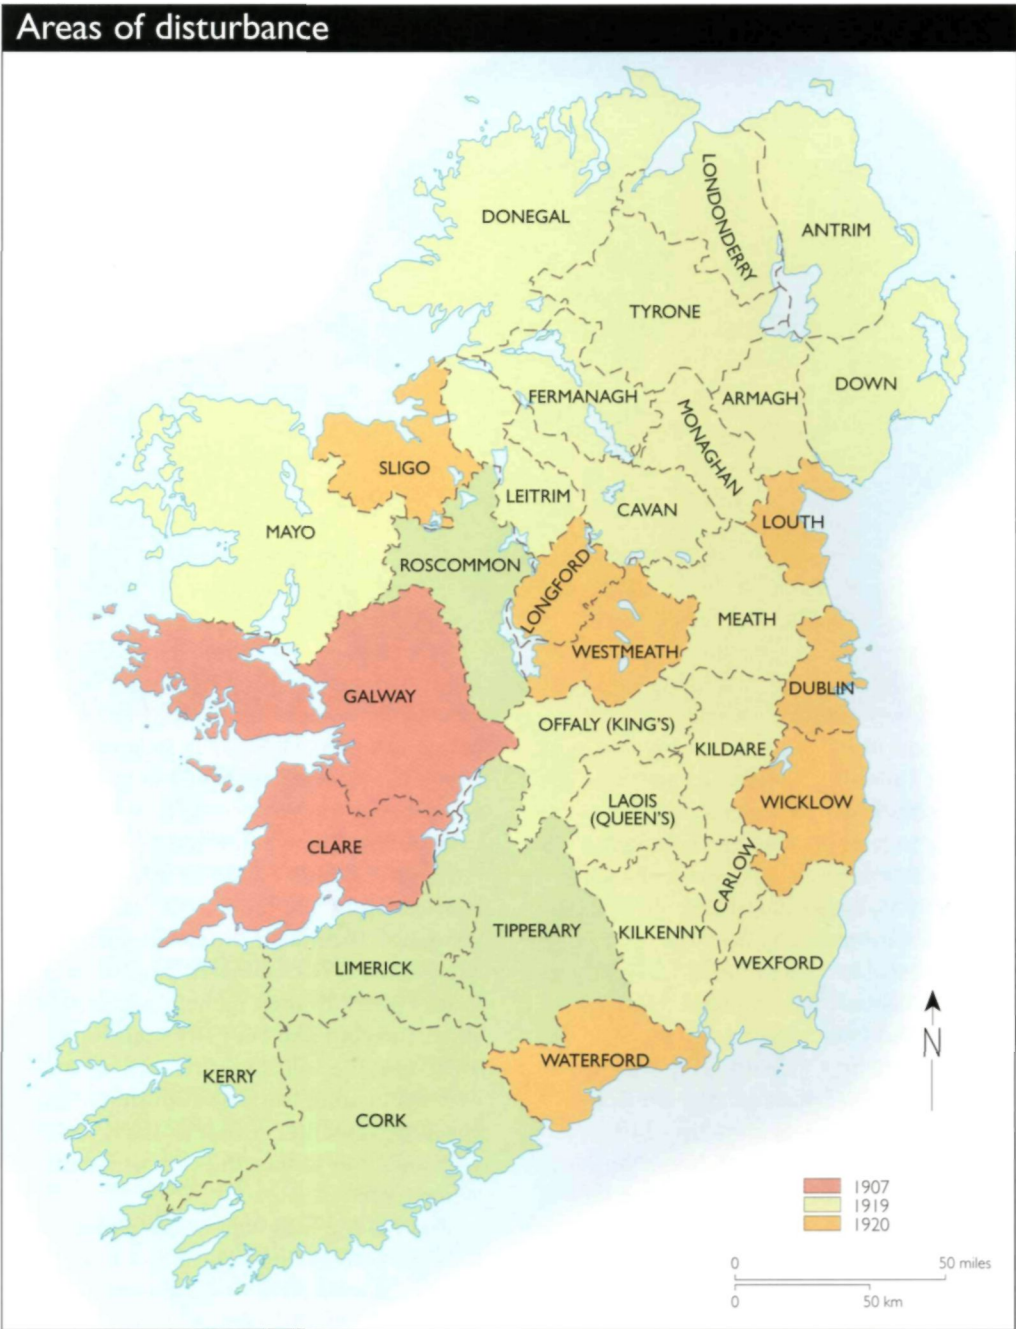 Areas of disturbance
DONEGAL
LONDONDERRY
ANTRIM
TYRONE
FERMANAGH
MONAGHAN
ARMAGH
DOWN
SLIGO
LEITRIM
CAVAN
LOUTH
MAYO
ROSCOMMON
LONGFORD
MEATH
WESTMEATH
DUBLIN
GALWAY
OFFALY (KING'S)
KILDARE
LAOIS
(QUEEN'S)
WICKLOW
CLARE
CARLOW
TIPPERARY
KILKENNY
WEXFORD
LIMERICK
WATERFORD
KERRY
CORK
N
1907
1919
1920
0 50 miles
0 50 km